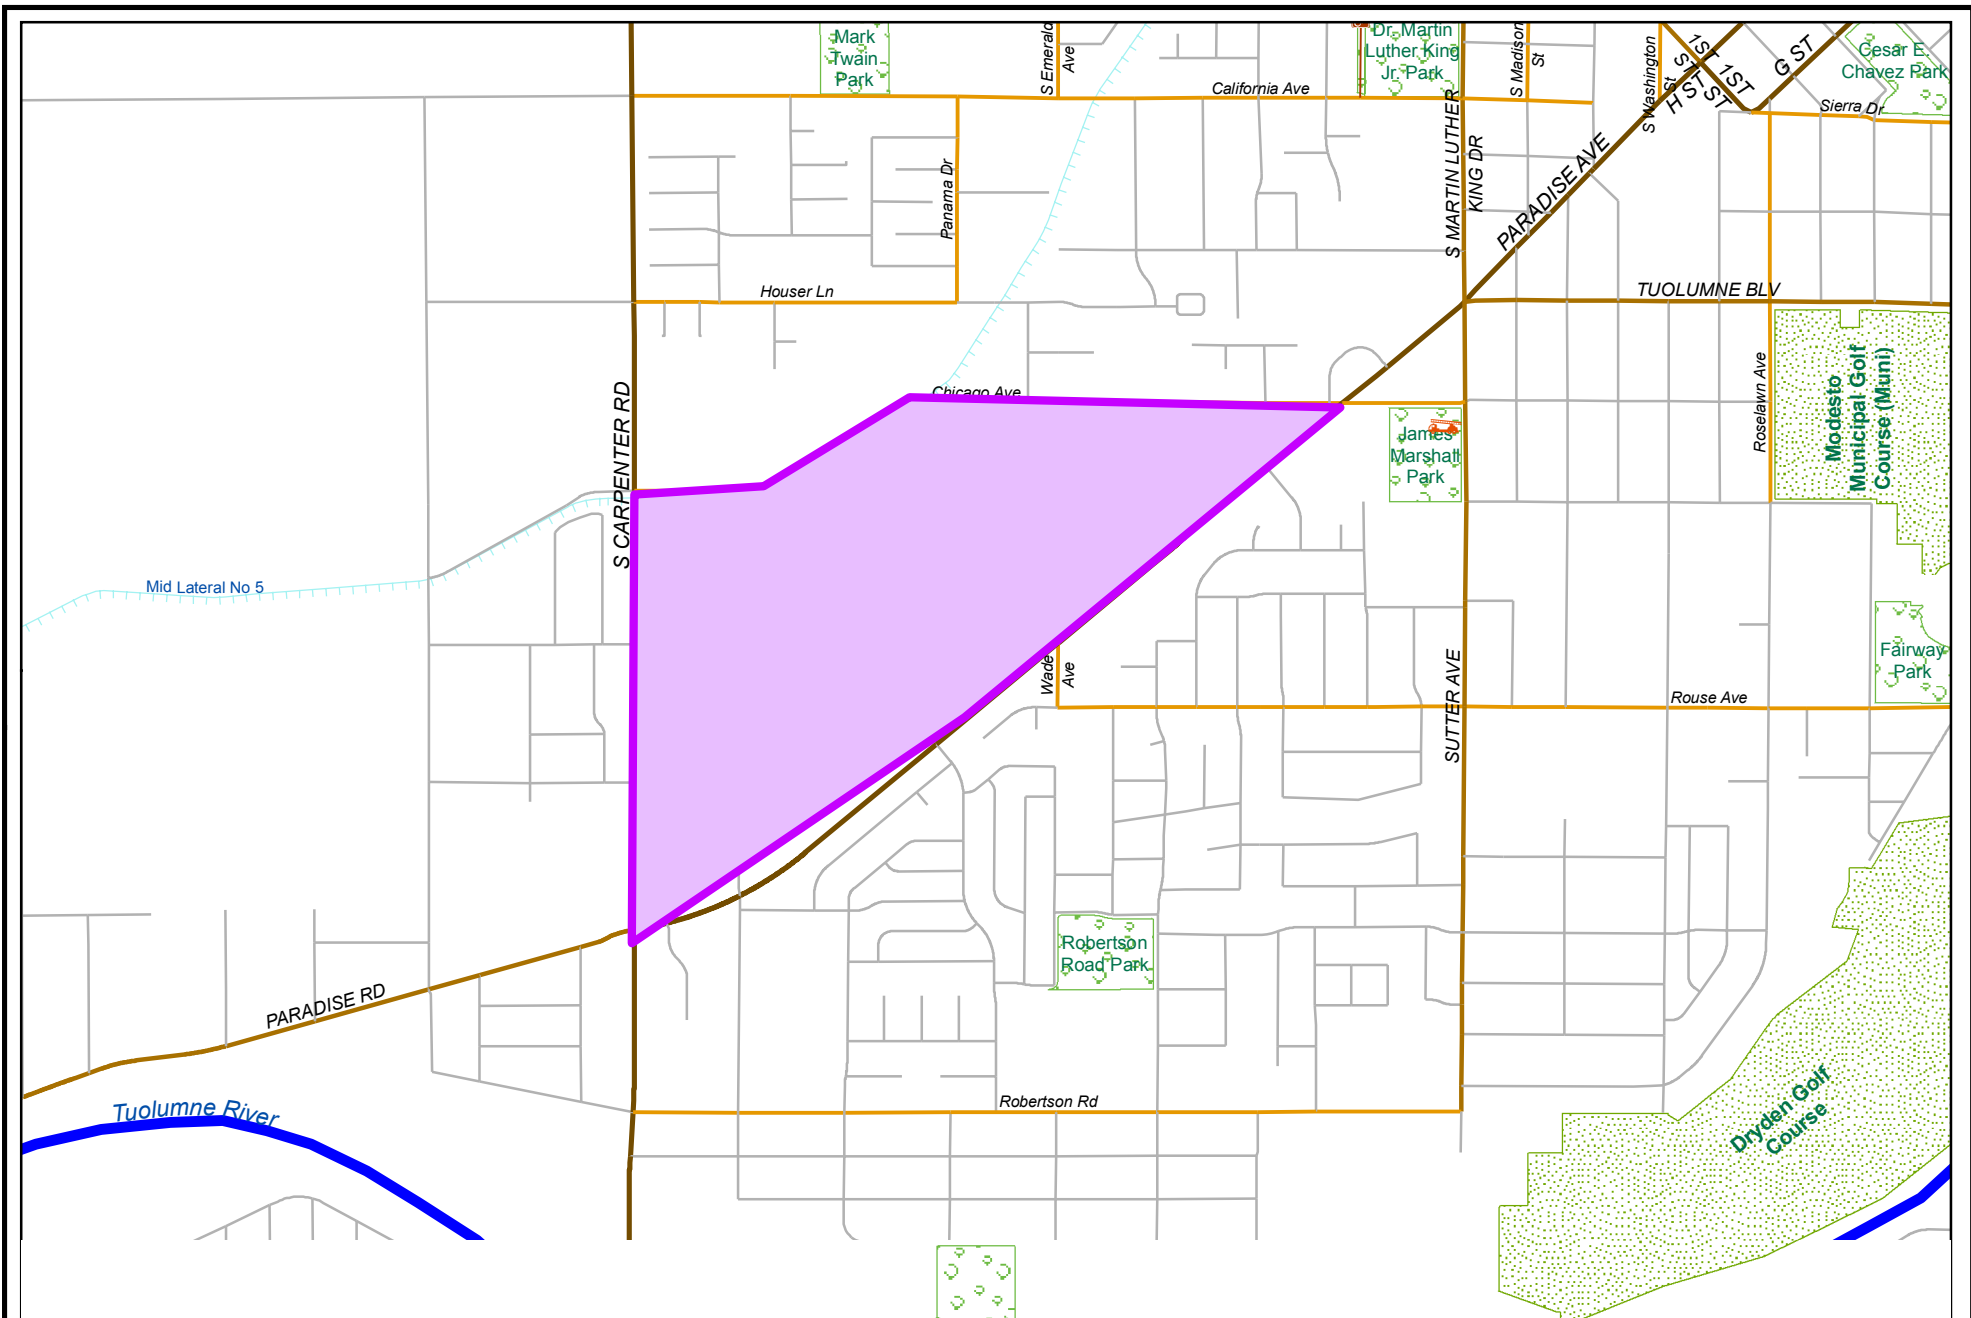 Mark
Twain
Park
S Emerald
Ave
Dr. Martin
Luther King
Jr. Park
S Madison
St
S Washington
St
1ST
ST
1ST
ST
I ST
H ST
G ST
Cesar E.
Chavez Park
California Ave
Sierra Dr
Panama Dr
S MARTIN LUTHER
KING DR
PARADISE AVE
Houser Ln
TUOLUMNE BLV
S CARPENTER RD
Chicago Ave
Roselawn Ave
Modesto
Municipal Golf
Course (Muni)
James
Marshall
Park
Mid Lateral No 5
Wade
Ave
SUTTER AVE
Fairway
Park
Rouse Ave
Robertson
Road Park
PARADISE RD
Tuolumne River
Robertson Rd
Dryden Golf
Course